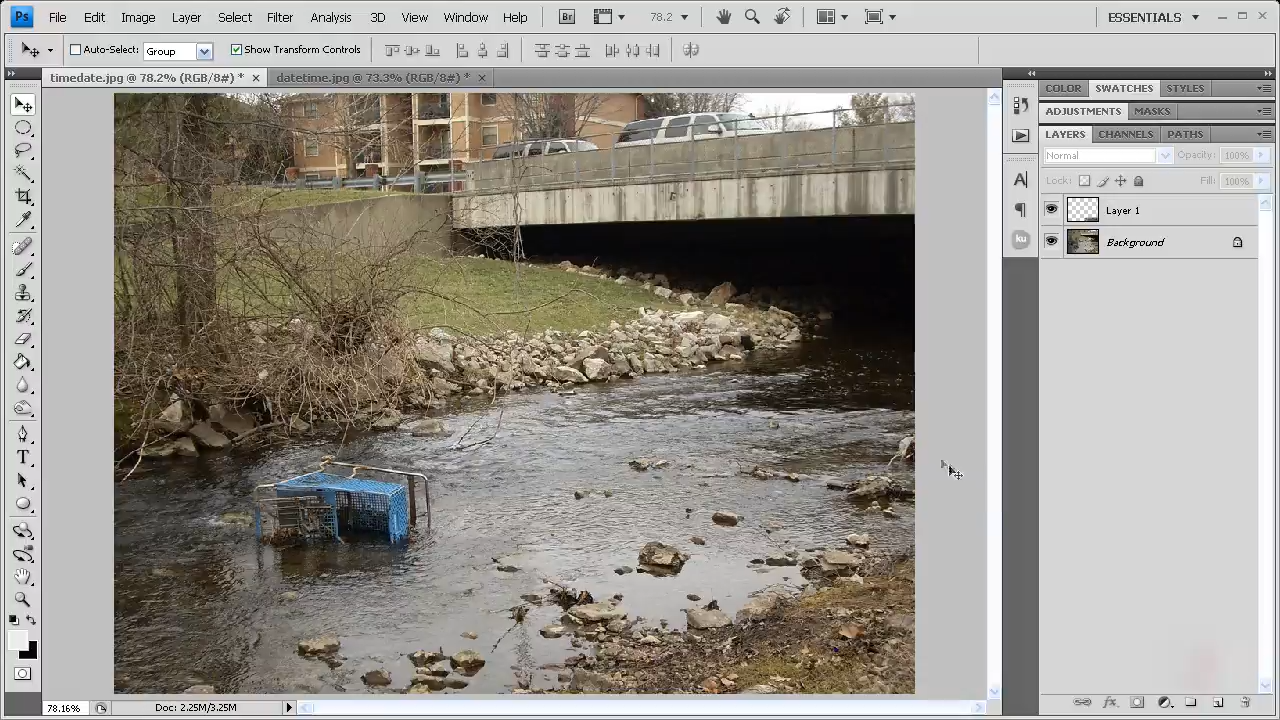 Ps File Edit Image Layer Select Filter Analysis 3D View Window Help Br 78.2 ESSENTIALS
Auto-Select: Group Show Transform Controls
timedate.jpg @ 78.2% (RGB/8#) * datetime.jpg @ 73.3% (RGB/8#) *
COLOR SWATCHES STYLES
ADJUSTMENTS MASKS
LAYERS CHANNELS PATHS
Normal Opacity: 100%
Lock: Fill: 100%
Layer 1
Background
A
ku
T
78.16% Doc: 2.25M/3.25M